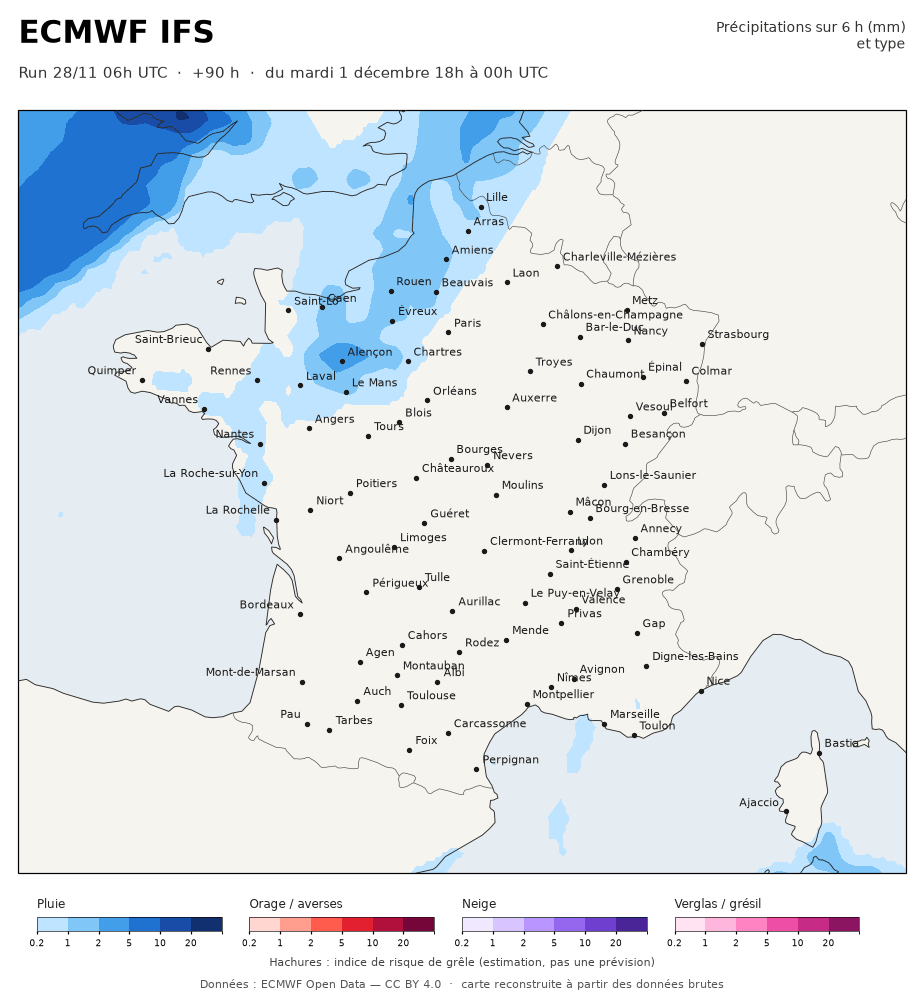 ECMWF IFS
Précipitations sur 6 h (mm)
et type
Run 28/11 06h UTC · +90 h · du mardi 1 décembre 18h à 00h UTC
Lille
Arras
Amiens
Charleville-Mézières
Laon
Rouen
Beauvais
Saint-Lô
Caen
Metz
Évreux
Châlons-en-Champagne
Paris
Bar-le-Duc
Nancy
Strasbourg
Saint-Brieuc
Alençon
Chartres
Troyes
Épinal
Quimper
Rennes
Laval
Le Mans
Chaumont
Colmar
Orléans
Vannes
Auxerre
Vesoul
Belfort
Blois
Angers
Tours
Nantes
Dijon
Besançon
Bourges
Nevers
La Roche-sur-Yon
Châteauroux
Lons-le-Saunier
Poitiers
Moulins
Niort
La Rochelle
Mâcon
Bourg-en-Bresse
Guéret
Annecy
Limoges
Clermont-Ferrand
Lyon
Angoulême
Chambéry
Saint-Étienne
Périgueux
Tulle
Grenoble
Le Puy-en-Velay
Valence
Bordeaux
Aurillac
Privas
Gap
Mende
Cahors
Rodez
Agen
Digne-les-Bains
Mont-de-Marsan
Montauban
Albi
Nîmes
Avignon
Nice
Auch
Toulouse
Montpellier
Pau
Tarbes
Carcassonne
Marseille
Toulon
Foix
Bastia
Perpignan
Ajaccio
Pluie
Orage / averses
Neige
Verglas / grésil
0.2 1 2 5 10 20
0.2 1 2 5 10 20
0.2 1 2 5 10 20
0.2 1 2 5 10 20
Hachures : indice de risque de grêle (estimation, pas une prévision)
Données : ECMWF Open Data — CC BY 4.0 · carte reconstruite à partir des données brutes